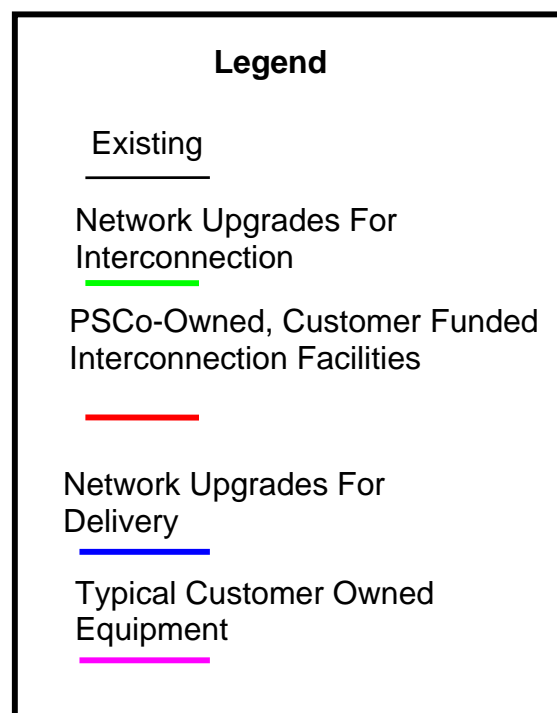 Legend
Existing
Network Upgrades For
Interconnection
PSCo-Owned, Customer Funded
Interconnection Facilities
Network Upgrades For
Delivery
Typical Customer Owned
Equipment